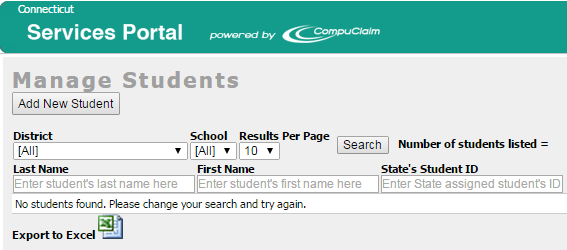 Connecticut
Services Portal powered by CompuClaim
Manage Students
Add New Student
District School Results Per Page
[All] [All] 10 Search Number of students listed =
Last Name First Name State's Student ID
Enter student's last name here Enter student's first name here Enter State assigned student's ID
No students found. Please change your search and try again.
Export to Excel